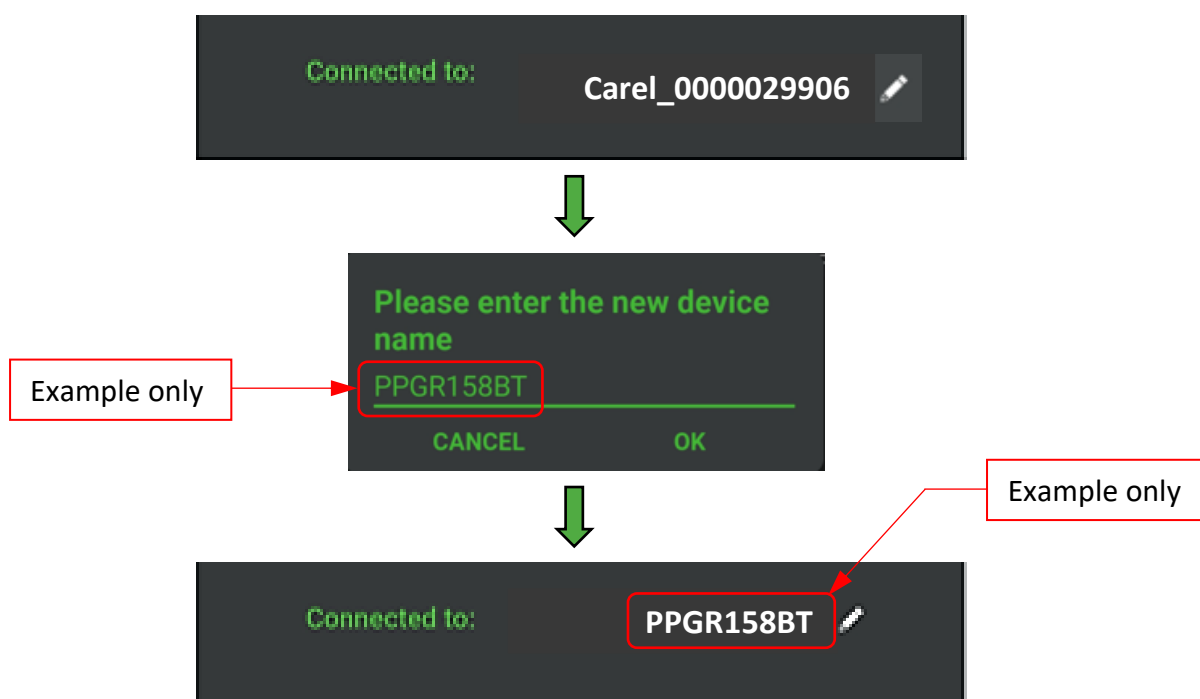 Connected to:
Carel_0000029906
Please enter the new device
name
Example only
PPGR158BT
CANCEL
OK
Example only
Connected to:
PPGR158BT